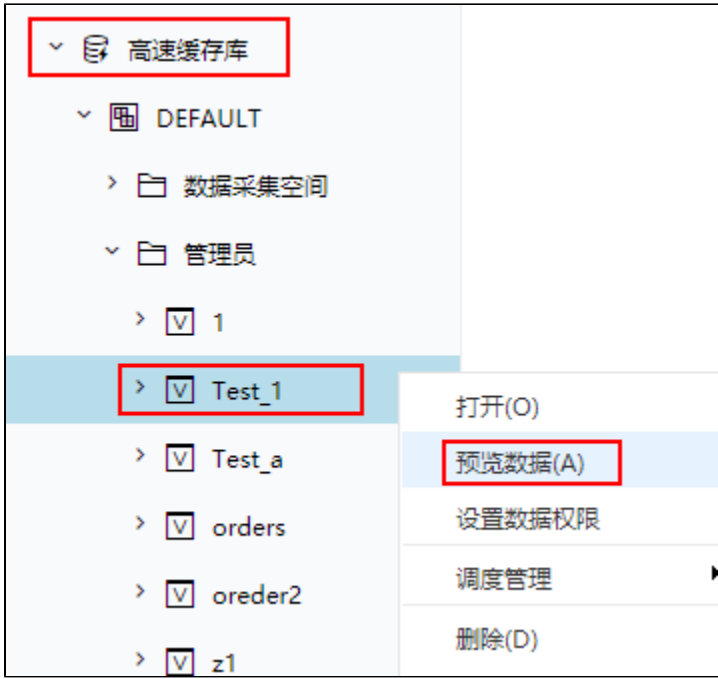 高速缓存库
DEFAULT
数据采集空间
管理员
1
Test_1
打开(O)
Test_a
预览数据(A)
orders
设置数据权限
oreder2
调度管理
z1
删除(D)